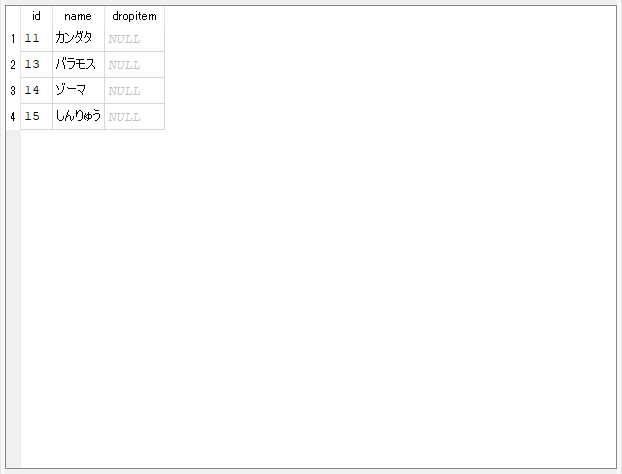 id name dropitem
1 11 カンダタ NULL
2 13 バラモス NULL
3 14 ゾーマ NULL
4 15 しんりゅう NULL